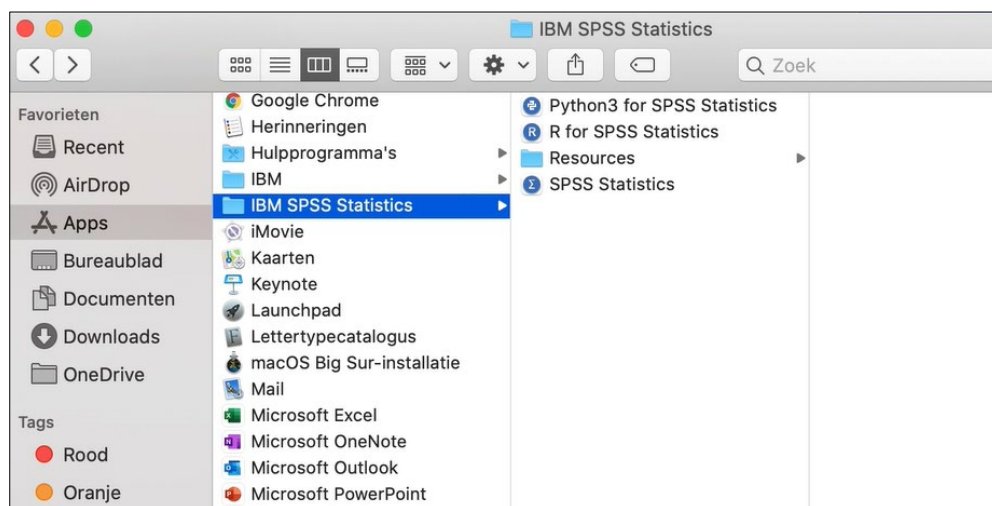 IBM SPSS Statistics
Zoek
Favorieten
Recent
AirDrop
Apps
Bureaublad
Documenten
Downloads
OneDrive
Tags
Rood
Oranje
Google Chrome
Herinneringen
Hulpprogramma's
IBM
IBM SPSS Statistics
iMovie
Kaarten
Keynote
Launchpad
Lettertypecatalogus
macOS Big Sur-installatie
Mail
Microsoft Excel
Microsoft OneNote
Microsoft Outlook
Microsoft PowerPoint
Python3 for SPSS Statistics
R for SPSS Statistics
Resources
SPSS Statistics